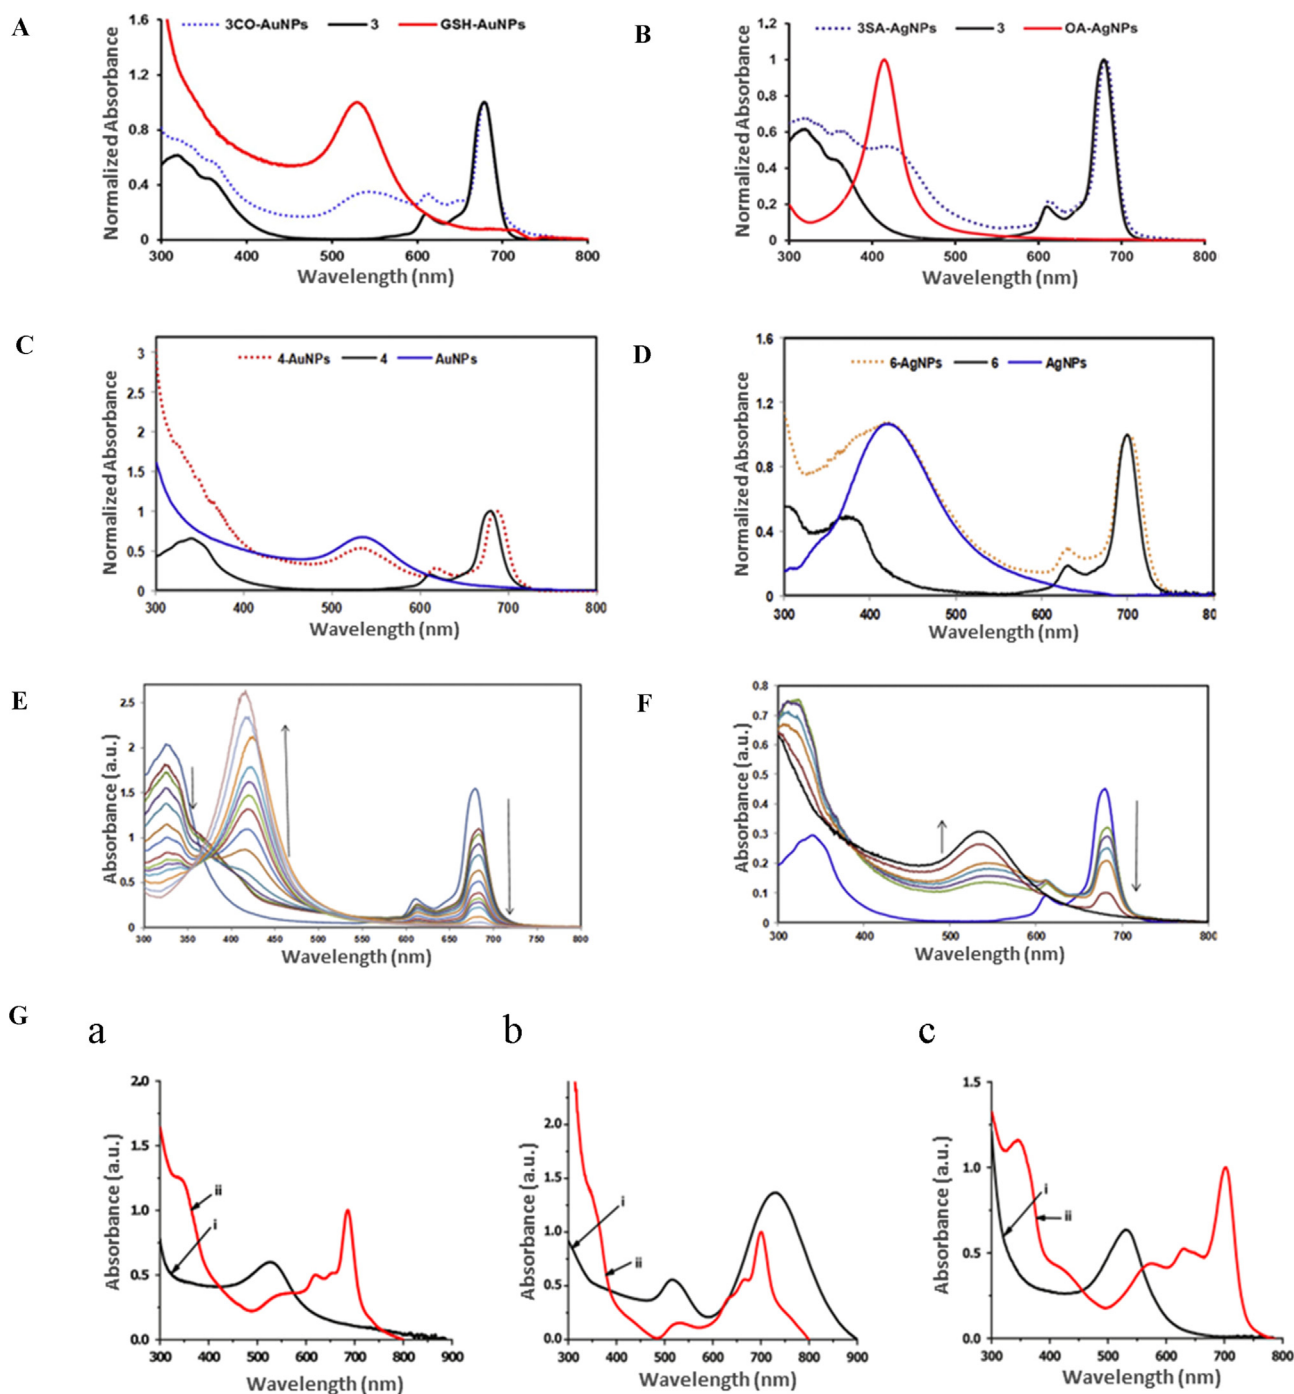 A
3CO-AuNPs 3 GSH-AuNPs
Normalized Absorbance
1.6
1.2
0.8
0.4
0
300 400 500 600 700 800
Wavelength (nm)
B
3SA-AgNPs 3 OA-AgNPs
Normalized Absorbance
1.2
1
0.8
0.6
0.4
0.2
0
300 400 500 600 700 800
Wavelength (nm)
C
4-AuNPs 4 AuNPs
Normalized Absorbance
3
2.5
2
1.5
1
0.5
0
300 400 500 600 700 800
Wavelength (nm)
D
6-AgNPs 6 AgNPs
Normalized Absorbance
1.6
1.2
0.8
0.4
0
300 400 500 600 700 80
Wavelength (nm)
E
Absorbance (a.u.)
2.5
2
1.5
1
0.5
0
300 350 400 450 500 550 600 650 700 750 800
Wavelength (nm)
F
Absorbance (a.u.)
0.8
0.7
0.6
0.5
0.4
0.3
0.2
0.1
0
300 400 500 600 700 800
Wavelength (nm)
G
a
Absorbance (a.u.)
2.0
1.5
1.0
0.5
0.0
ii
i
300 400 500 600 700 800 900
Wavelength (nm)
b
Absorbance (a.u.)
2.0
1.5
1.0
0.5
0.0
i
ii
300 400 500 600 700 800 900
Wavelength (nm)
c
Absorbance (a.u.)
1.5
1.0
0.5
0.0
i
ii
300 400 500 600 700 800
Wavelength (nm)